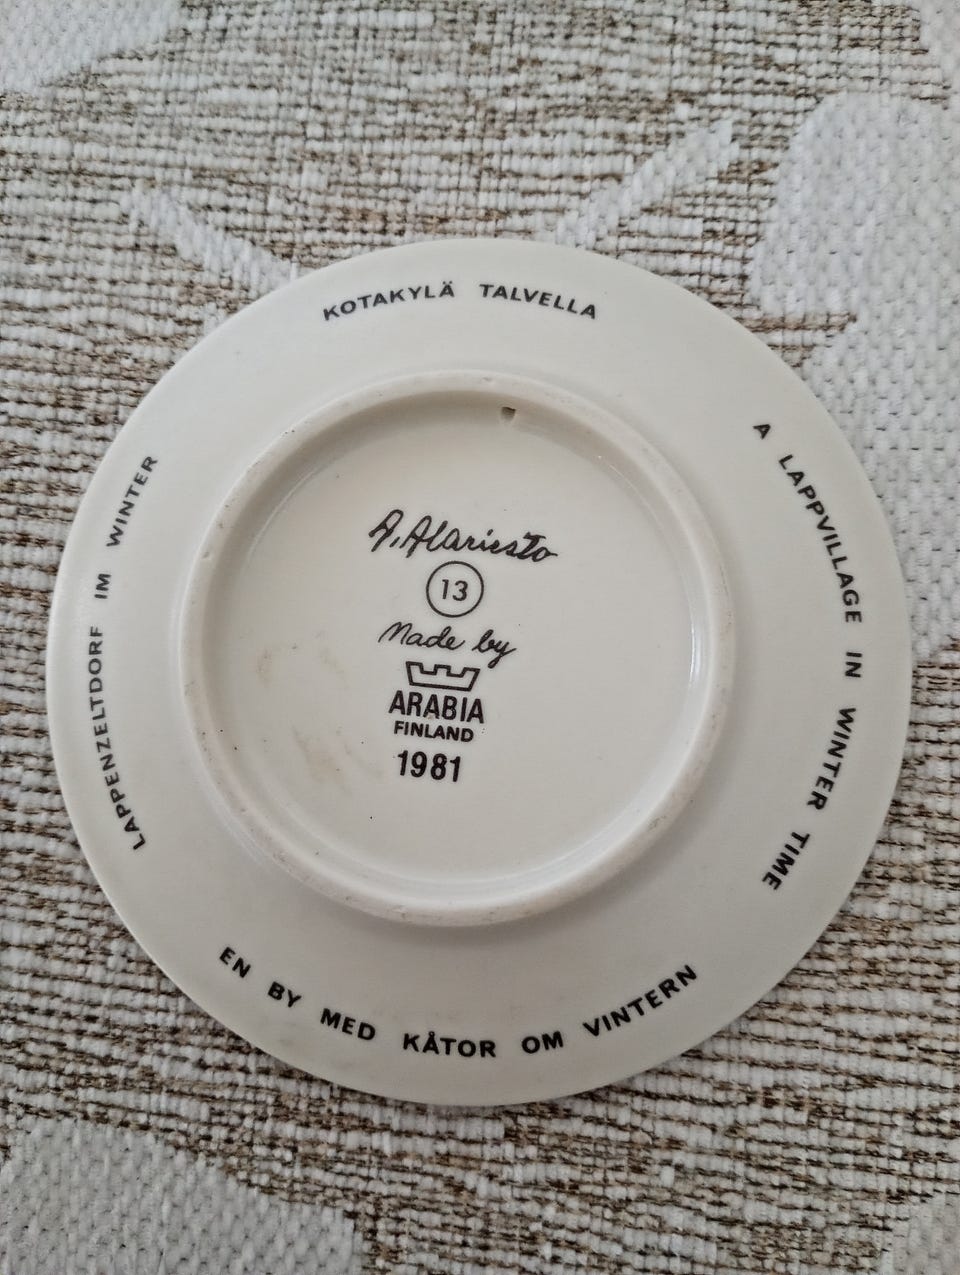 KOTAKYLÄ TALVELLA
A LAPPVILLAGE IN WINTER TIME
EN BY MED KÅTOR OM VINTERN
LAPPENZELTDORF IM WINTER
A. Alariesto
13
Made by
ARABIA
FINLAND
1981